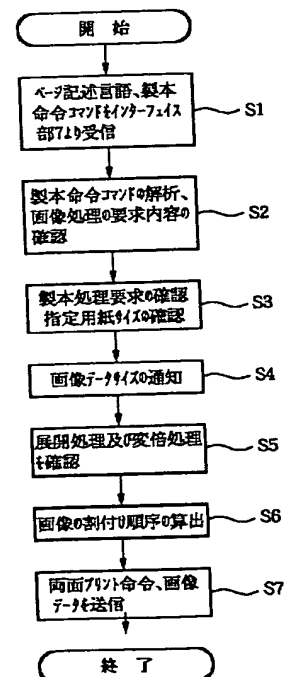 開 始
ページ記述言語、製本
命令コマンドをインターフェイス
部7より受信
S1
製本命令コマンドの解析、
画像処理の要求内容の
確認
S2
製本処理要求の確認
指定用紙サイズの確認
S3
画像データサイズの通知
S4
展開処理及び変倍処理
を確認
S5
画像の割付け順序の算出
S6
両面プリント命令、画像
データを送信
S7
終 了